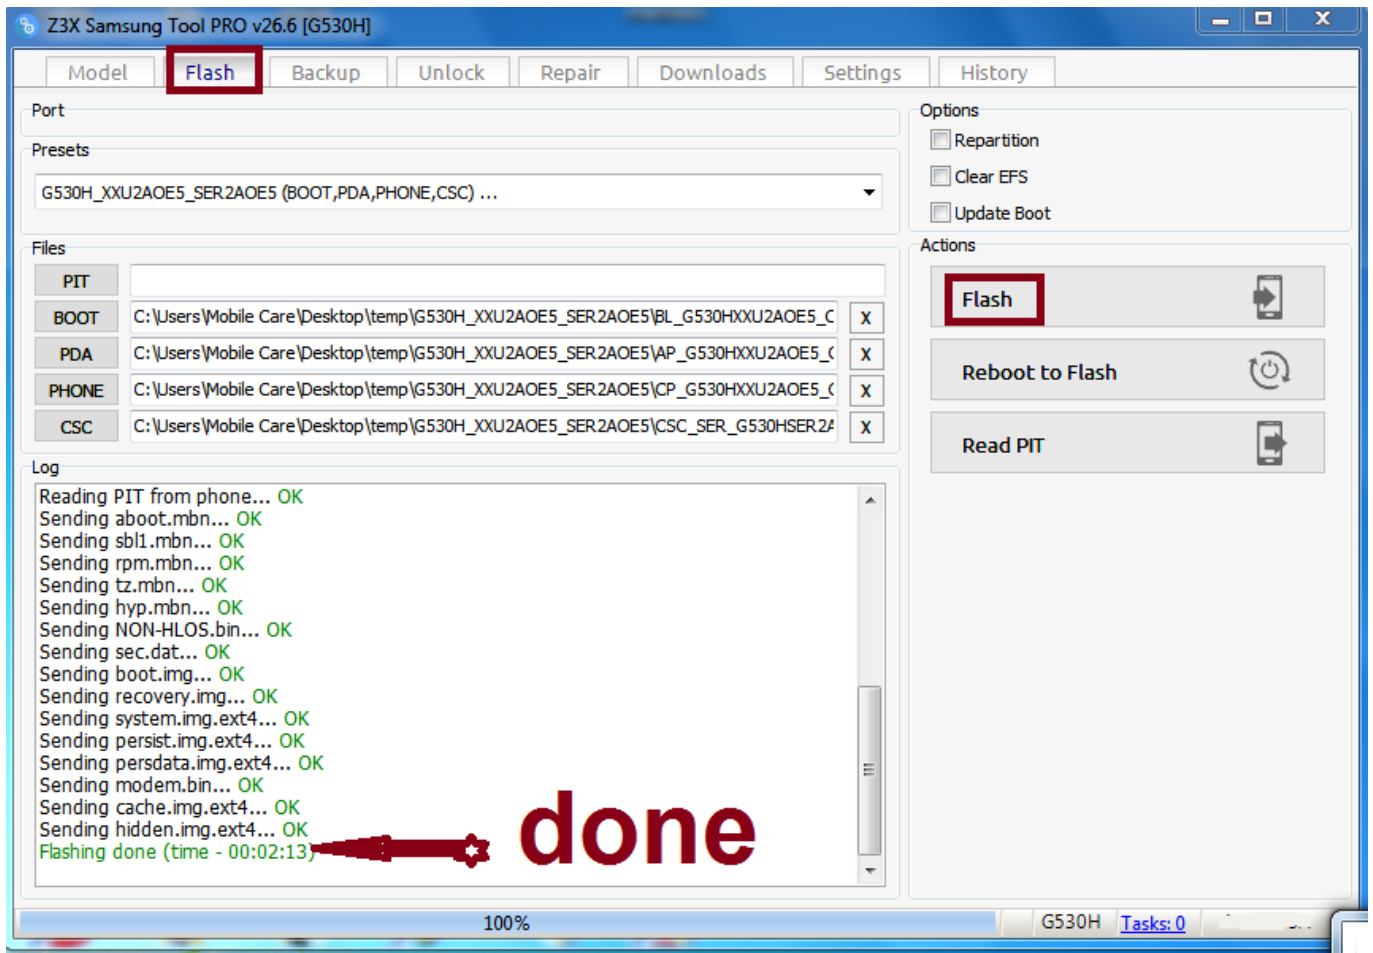 Z3X Samsung Tool PRO v26.6 [G530H]
Model Flash Backup Unlock Repair Downloads Settings History
Port
Presets
G530H_XXU2AOE5_SER2AOE5 (BOOT,PDA,PHONE,CSC) ...
Files
PIT
BOOT C:\Users\Mobile Care\Desktop\temp\G530H_XXU2AOE5_SER2AOE5\BL_G530HXXU2AOE5_C X
PDA C:\Users\Mobile Care\Desktop\temp\G530H_XXU2AOE5_SER2AOE5\AP_G530HXXU2AOE5_ X
PHONE C:\Users\Mobile Care\Desktop\temp\G530H_XXU2AOE5_SER2AOE5\CP_G530HXXU2AOE5_ X
CSC C:\Users\Mobile Care\Desktop\temp\G530H_XXU2AOE5_SER2AOE5\CSC_SER_G530HSER2A X
Log
Reading PIT from phone... OK
Sending aboot.mbn... OK
Sending sbl1.mbn... OK
Sending rpm.mbn... OK
Sending tz.mbn... OK
Sending hyp.mbn... OK
Sending NON-HLOS.bin... OK
Sending sec.dat... OK
Sending boot.img... OK
Sending recovery.img... OK
Sending system.img.ext4... OK
Sending persist.img.ext4... OK
Sending persdata.img.ext4... OK
Sending modem.bin... OK
Sending cache.img.ext4... OK
Sending hidden.img.ext4... OK
Flashing done (time - 00:02:13)
done
Options
Repartition
Clear EFS
Update Boot
Actions
Flash
Reboot to Flash
Read PIT
100% G530H Tasks: 0